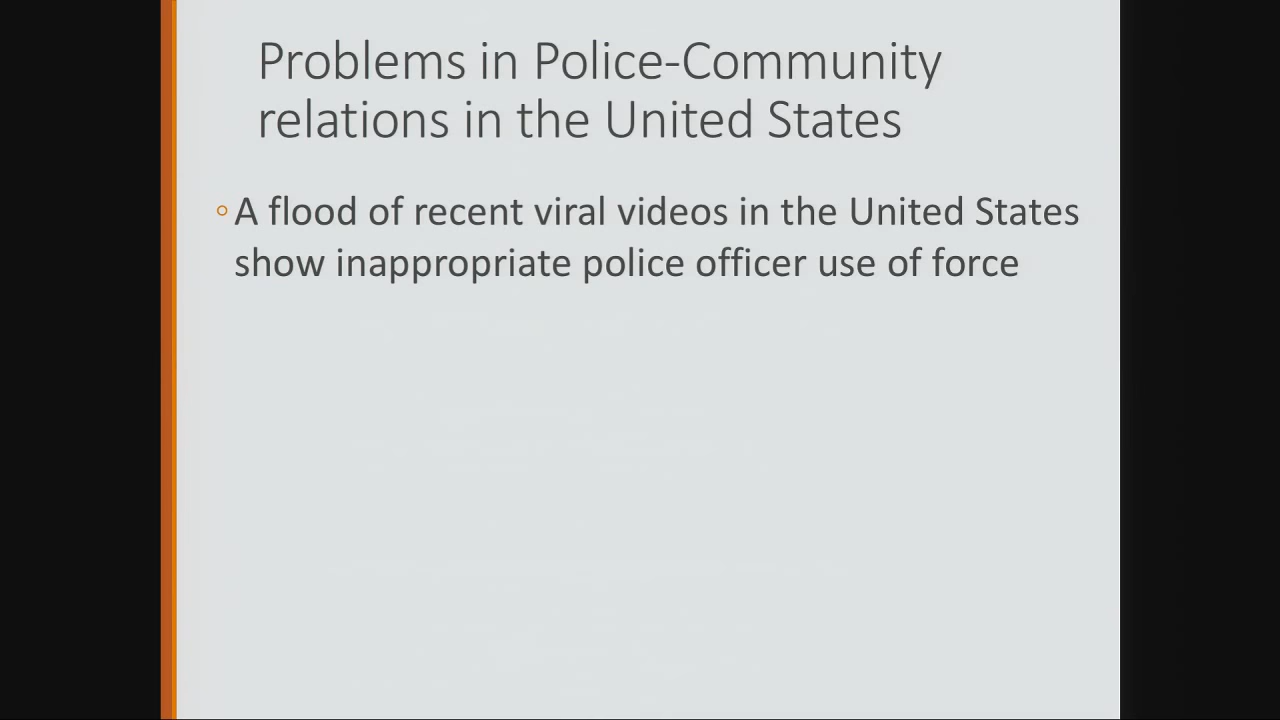 Problems in Police-Community
relations in the United States
◦A flood of recent viral videos in the United States
show inappropriate police officer use of force